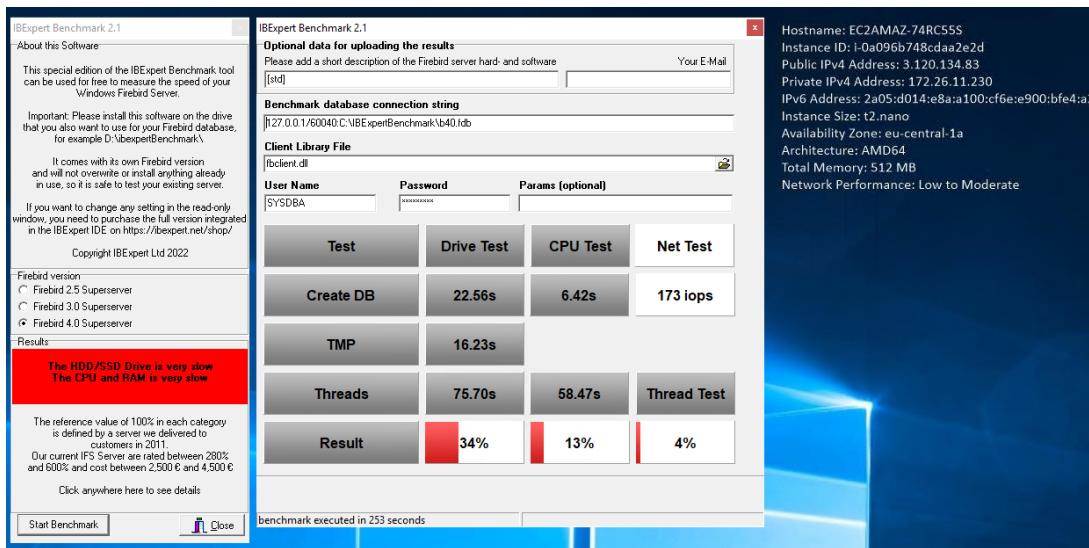 IBExpert Benchmark 2.1
About this Software
This special edition of the IBExpert Benchmark tool
can be used for free to measure the speed of your
Windows Firebird Server.
Important: Please install this software on the drive
that you also want to use for your Firebird database,
for example D:\ibexpertBenchmark\
It comes with its own Firebird version
and will not overwrite or install anything already
in use, so it is safe to test your existing server.
If you want to change any setting in the read-only
window, you need to purchase the full version integrated
in the IBExpert IDE on https://ibexpert.net/shop/
Copyright IBExpert Ltd 2022
Firebird version
Firebird 2.5 Superserver
Firebird 3.0 Superserver
Firebird 4.0 Superserver
Results
The HDD/SSD Drive is very slow
The CPU and RAM is very slow
The reference value of 100% in each category
is defined by a server we delivered to
customers in 2011.
Our current IFS Server are rated between 280%
and 600% and cost between 2,500 € and 4,500 €
Click anywhere here to see details
Start Benchmark Close
IBExpert Benchmark 2.1 x
Optional data for uploading the results
Please add a short description of the Firebird server hard- and software Your E-Mail
[std]
Benchmark database connection string
127.0.0.1/60040:C:\IBExpertBenchmark\b40.fdb
Client Library File
fbclient.dll
User Name Password Params (optional)
SYSDBA ×××××××××
Test Drive Test CPU Test Net Test
Create DB 22.56s 6.42s 173 iops
TMP 16.23s
Threads 75.70s 58.47s Thread Test
Result 34% 13% 4%
benchmark executed in 253 seconds
Hostname: EC2AMAZ-74RC55S
Instance ID: i-0a096b748cdaa2e2d
Public IPv4 Address: 3.120.134.83
Private IPv4 Address: 172.26.11.230
IPv6 Address: 2a05:d014:e8a:a100:cf6e:e900:bfe4:a
Instance Size: t2.nano
Availability Zone: eu-central-1a
Architecture: AMD64
Total Memory: 512 MB
Network Performance: Low to Moderate